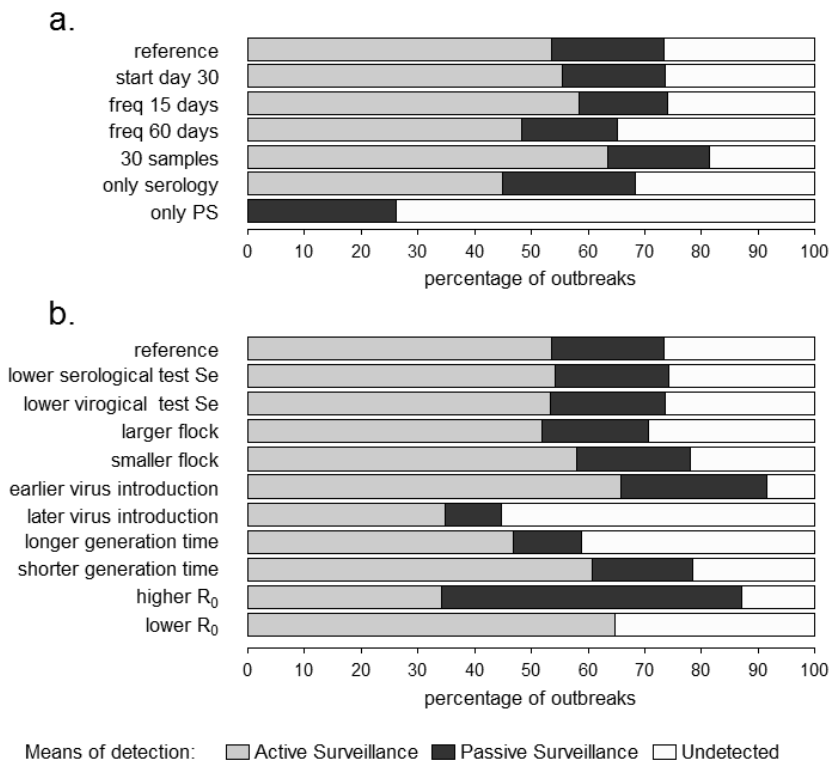 a.
reference
start day 30
freq 15 days
freq 60 days
30 samples
only serology
only PS
0 10 20 30 40 50 60 70 80 90 100
percentage of outbreaks
b.
reference
lower serological test Se
lower virogical test Se
larger flock
smaller flock
earlier virus introduction
later virus introduction
longer generation time
shorter generation time
higher R₀
lower R₀
0 10 20 30 40 50 60 70 80 90 100
percentage of outbreaks
Means of detection: Active Surveillance Passive Surveillance Undetected